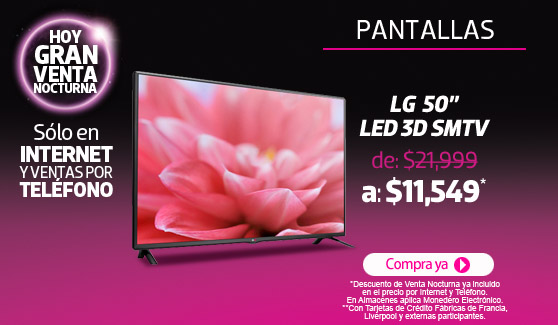 HOY
GRAN
VENTA
NOCTURNA
Sólo en
INTERNET
Y VENTAS POR
TELÉFONO
PANTALLAS
LG 50"
LED 3D SMTV
de: $21,999
a: $11,549*
Compra ya
*Descuento de Venta Nocturna ya incluido
en el precio por Internet y Teléfono.
En Almacenes aplica Monedero Electrónico.
**Con Tarjetas de Crédito Fábricas de Francia,
Liverpool y externas participantes.